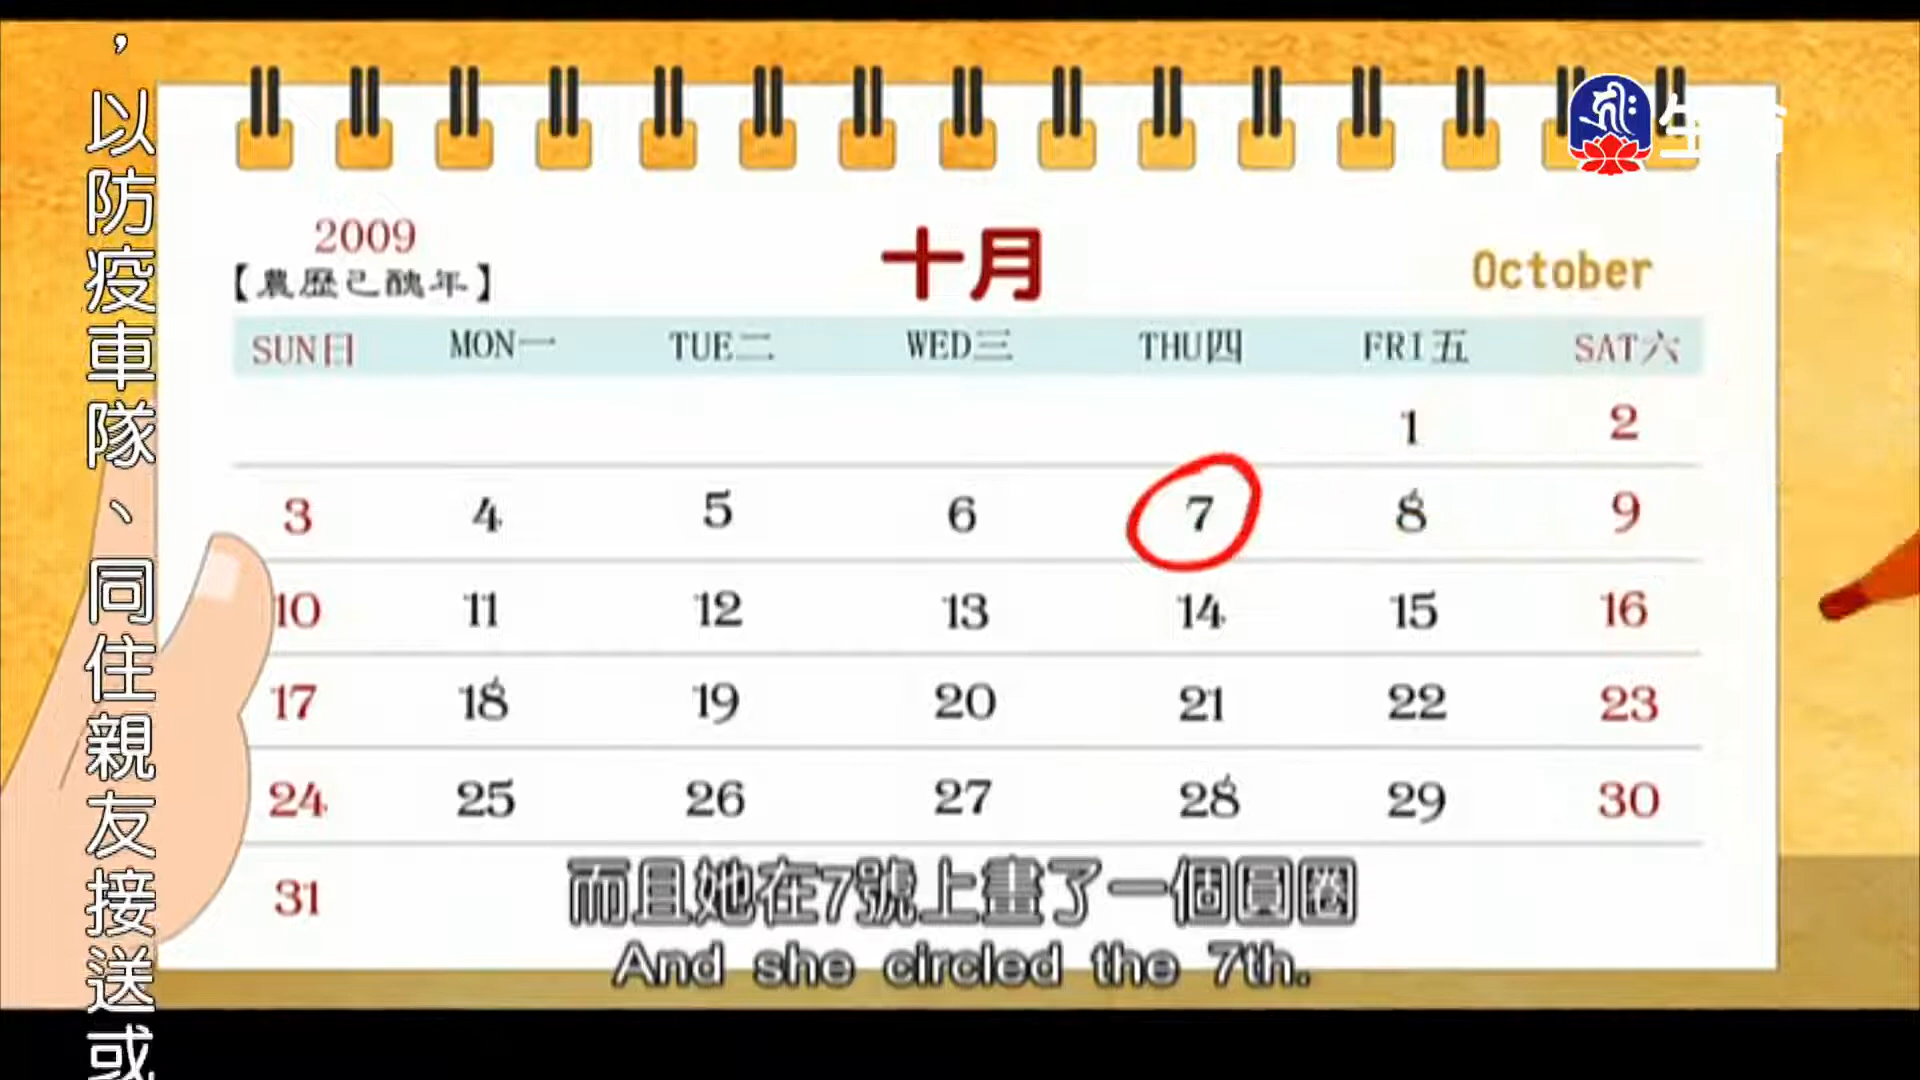 ，以防疫車隊、同住親友接送或
2009
【農歷己醜年】
十月
October
SUN日 MON一 TUE二 WED三 THU四 FRI五 SAT六
1 2
3 4 5 6 7 8 9
10 11 12 13 14 15 16
17 18 19 20 21 22 23
24 25 26 27 28 29 30
31
而且她在7號上畫了一個圓圈
And she circled the 7th.